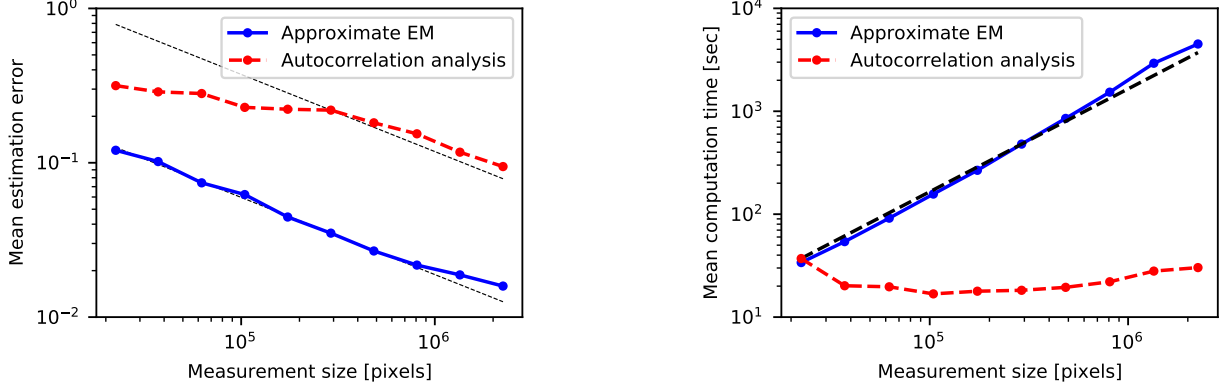 Mean estimation error
10^0
10^-1
10^-2
Approximate EM
Autocorrelation analysis
10^5
10^6
Measurement size [pixels]
Mean computation time [sec]
10^4
10^3
10^2
10^1
Approximate EM
Autocorrelation analysis
10^5
10^6
Measurement size [pixels]